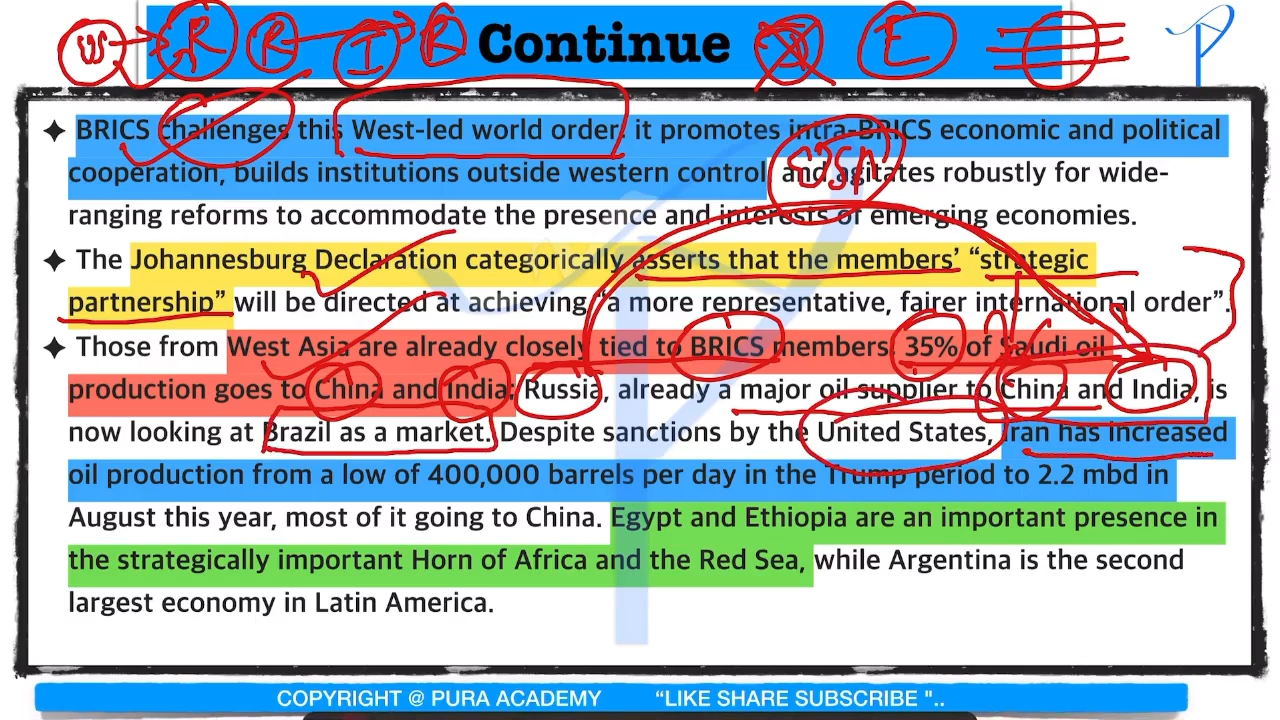 Continue
BRICS challenges this West-led world order, it promotes intra-BRICS economic and political
cooperation, builds institutions outside western control and agitates robustly for wide-
ranging reforms to accommodate the presence and interests of emerging economies.
The Johannesburg Declaration categorically asserts that the members’ “strategic
partnership” will be directed at achieving “a more representative, fairer international order”.
Those from West Asia are already closely tied to BRICS members. 35% of Saudi oil
production goes to China and India; Russia, already a major oil supplier to China and India, is
now looking at Brazil as a market. Despite sanctions by the United States, Iran has increased
oil production from a low of 400,000 barrels per day in the Trump period to 2.2 mbd in
August this year, most of it going to China. Egypt and Ethiopia are an important presence in
the strategically important Horn of Africa and the Red Sea, while Argentina is the second
largest economy in Latin America.
COPYRIGHT @ PURA ACADEMY “LIKE SHARE SUBSCRIBE "..